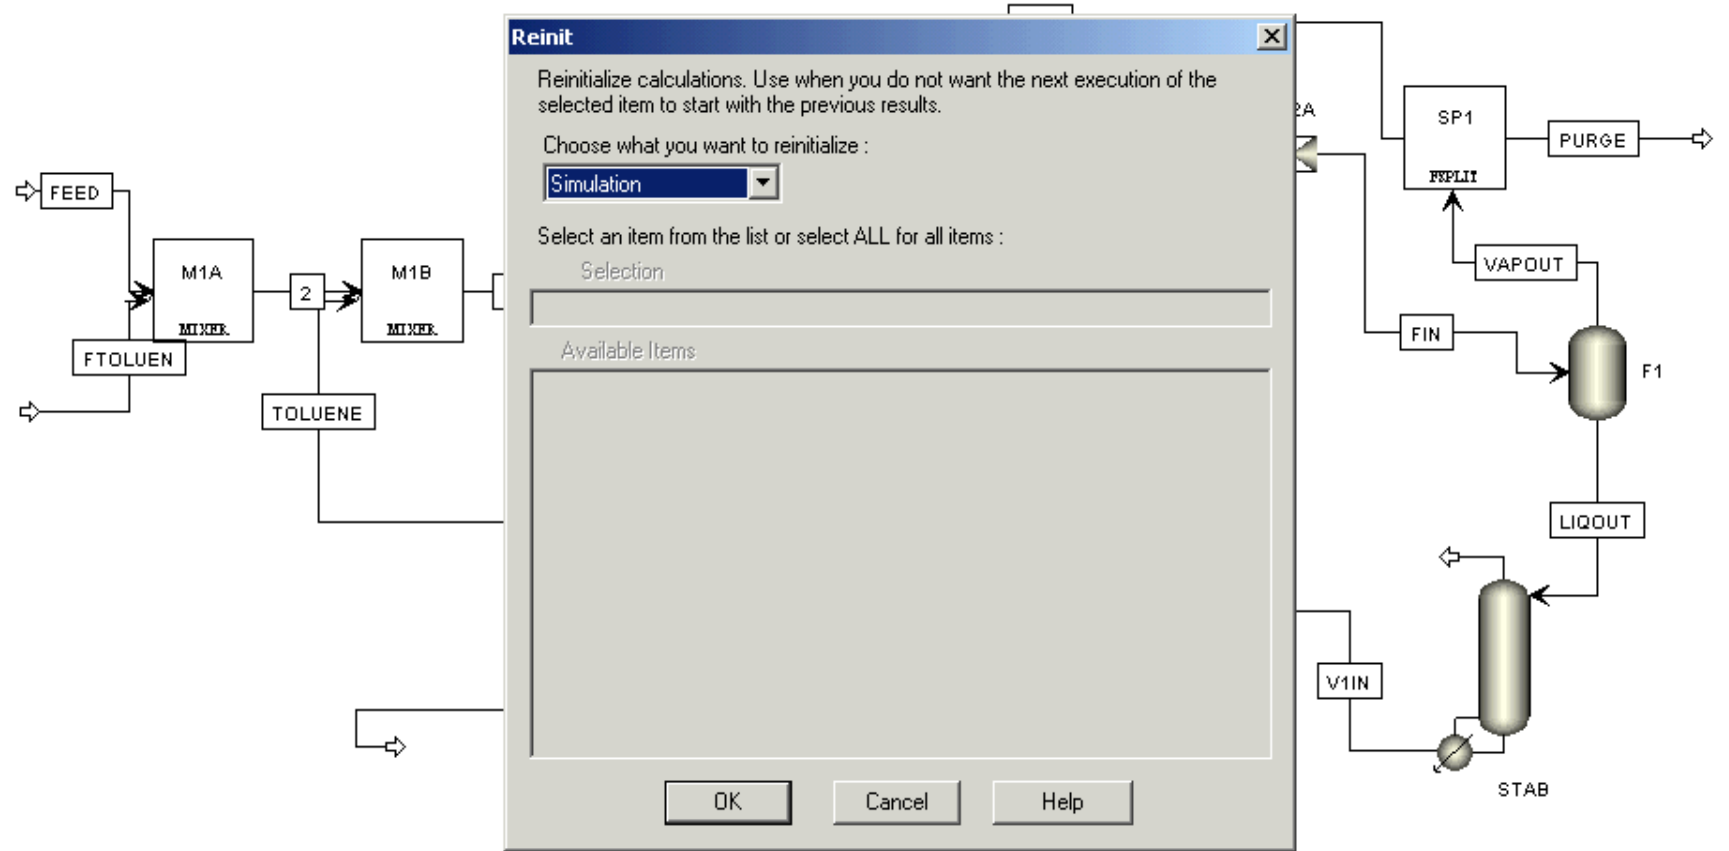 Reinit
Reinitialize calculations. Use when you do not want the next execution of the
selected item to start with the previous results.
Choose what you want to reinitialize :
Simulation
Select an item from the list or select ALL for all items :
Selection
Available Items
OK
Cancel
Help
FEED
M1A
MIXER
2
M1B
MIXER
FTOLUEN
TOLUENE
2A
SP1
FSPLIT
PURGE
VAPOUT
FIN
F1
LIQOUT
V1IN
STAB